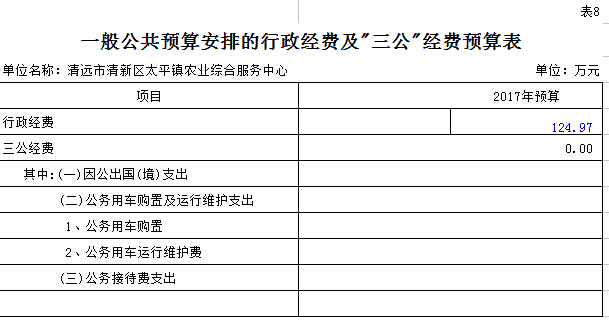 表8
一般公共预算安排的行政经费及"三公"经费预算表
单位名称：清远市清新区太平镇农业综合服务中心 单位：万元
项目 2017年预算
行政经费 124.97
三公经费 0.00
其中:(一)因公出国(境)支出
(二)公务用车购置及运行维护支出
1、公务用车购置
2、公务用车运行维护费
(三)公务接待费支出